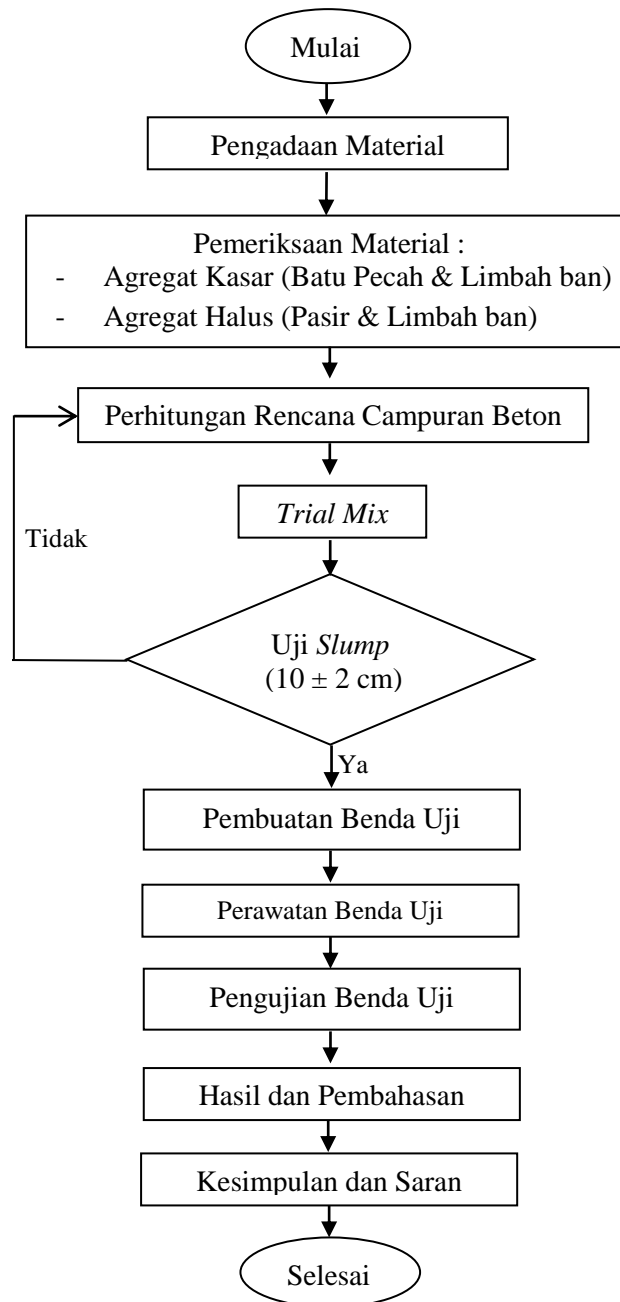 Mulai
Pengadaan Material
Pemeriksaan Material :
- Agregat Kasar (Batu Pecah & Limbah ban)
- Agregat Halus (Pasir & Limbah ban)
Perhitungan Rencana Campuran Beton
Trial Mix
Tidak
Uji Slump
(10 ± 2 cm)
Ya
Pembuatan Benda Uji
Perawatan Benda Uji
Pengujian Benda Uji
Hasil dan Pembahasan
Kesimpulan dan Saran
Selesai